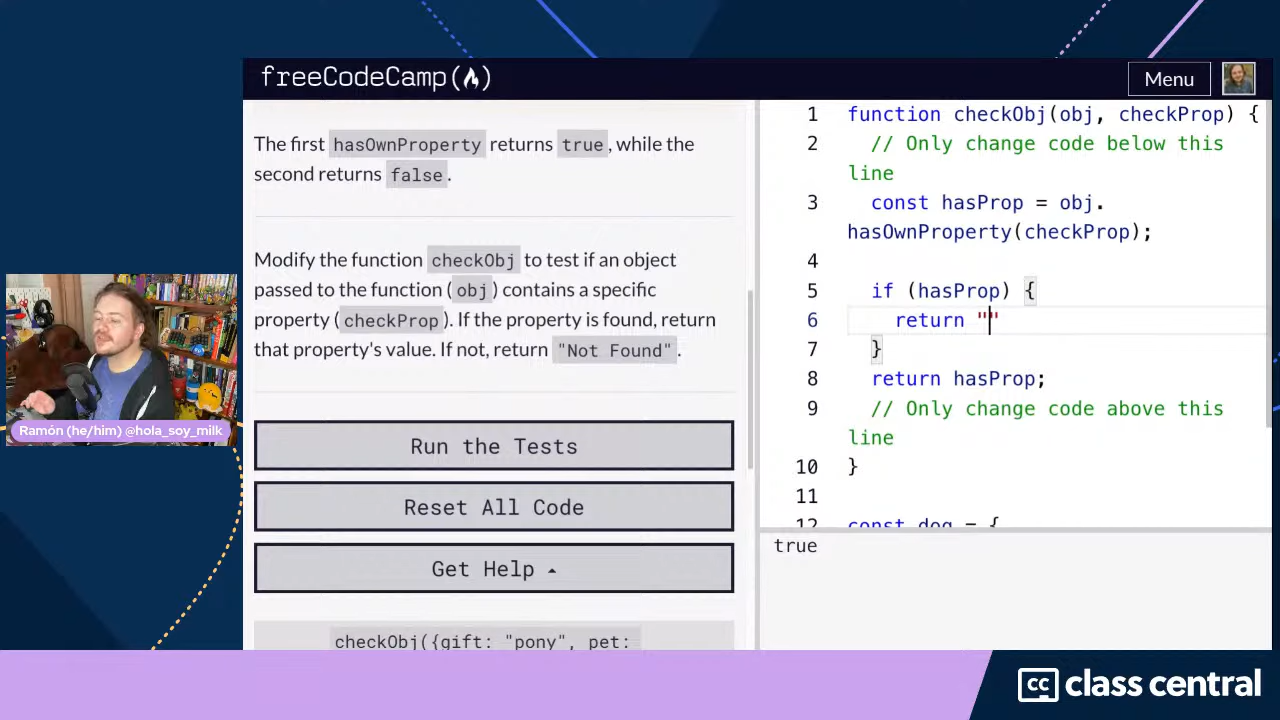 freeCodeCamp(🔥)
Menu
The first hasOwnProperty returns true, while the
second returns false.
Modify the function checkObj to test if an object
passed to the function (obj) contains a specific
property (checkProp). If the property is found, return
that property's value. If not, return "Not Found".
Run the Tests
Reset All Code
Get Help
checkObj({gift: "pony", pet:
1 function checkObj(obj, checkProp) {
2 // Only change code below this
line
3 const hasProp = obj.
hasOwnProperty(checkProp);
4
5 if (hasProp) {
6 return ""
7 }
8 return hasProp;
9 // Only change code above this
line
10 }
11
12 const dog = {
true
Ramón (he/him) @hola_soy_milk
cc class central